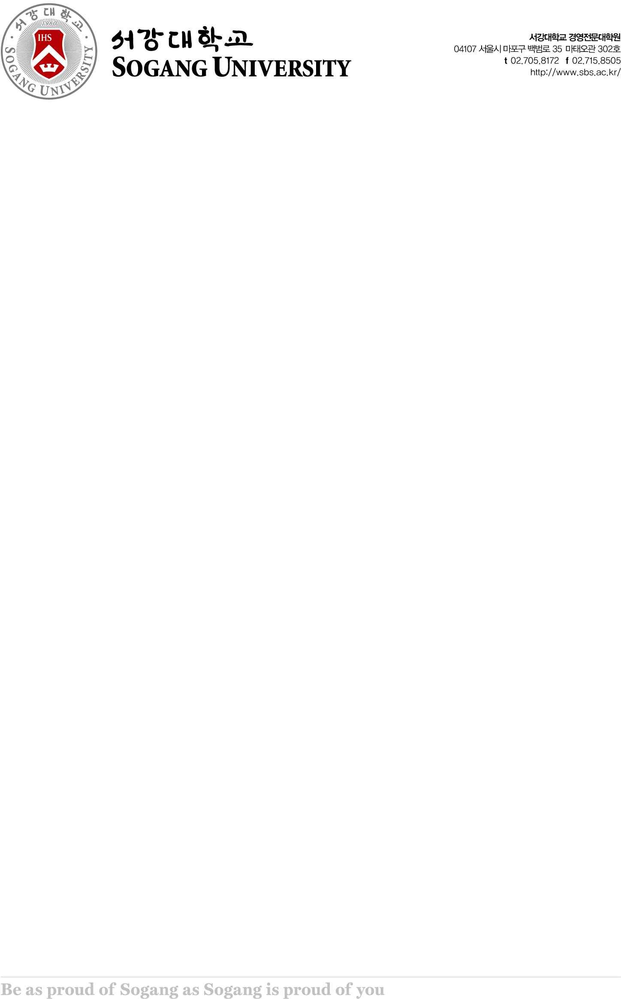 서강대학교
1960
IHS
SOGANG UNIVERSITY
서강대학교
SOGANG UNIVERSITY
서강대학교 경영전문대학원
04107 서울시 마포구 백범로 35 마태오관 302호
t 02.705.8172 f 02.715.8505
http://www.sbs.ac.kr/
Be as proud of Sogang as Sogang is proud of you